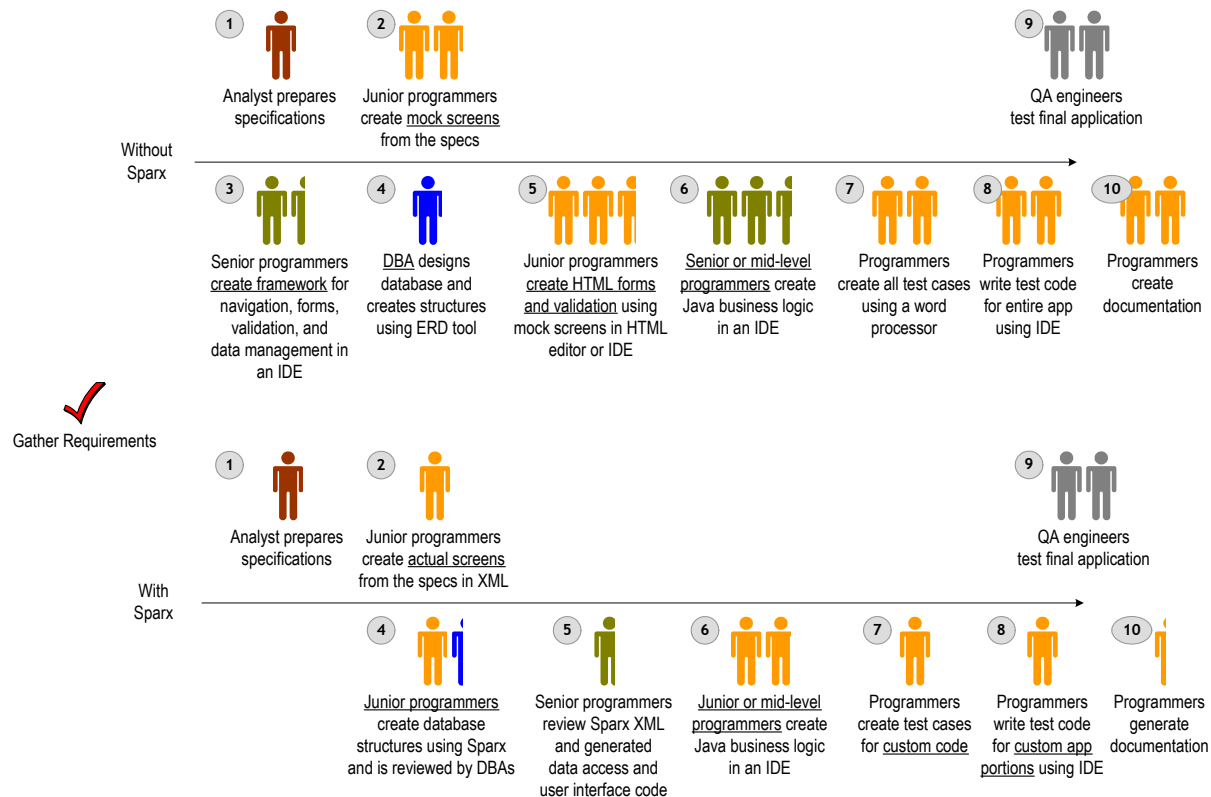 1
Analyst prepares
specifications
2
Junior programmers
create mock screens
from the specs
9
QA engineers
test final application
Without
Sparx
3
Senior programmers
create framework for
navigation, forms,
validation, and
data management in
an IDE
4
DBA designs
database and
creates structures
using ERD tool
5
Junior programmers
create HTML forms
and validation using
mock screens in HTML
editor or IDE
6
Senior or mid-level
programmers create
Java business logic
in an IDE
7
Programmers
create all test cases
using a word
processor
8
Programmers
write test code
for entire app
using IDE
10
Programmers
create
documentation
Gather Requirements
1
Analyst prepares
specifications
2
Junior programmers
create actual screens
from the specs in XML
9
QA engineers
test final application
With
Sparx
4
Junior programmers
create database
structures using Sparx
and is reviewed by DBAs
5
Senior programmers
review Sparx XML
and generated
data access and
user interface code
6
Junior or mid-level
programmers create
Java business logic
in an IDE
7
Programmers
create test cases
for custom code
8
Programmers
write test code
for custom app
portions using IDE
10
Programmers
generate
documentation